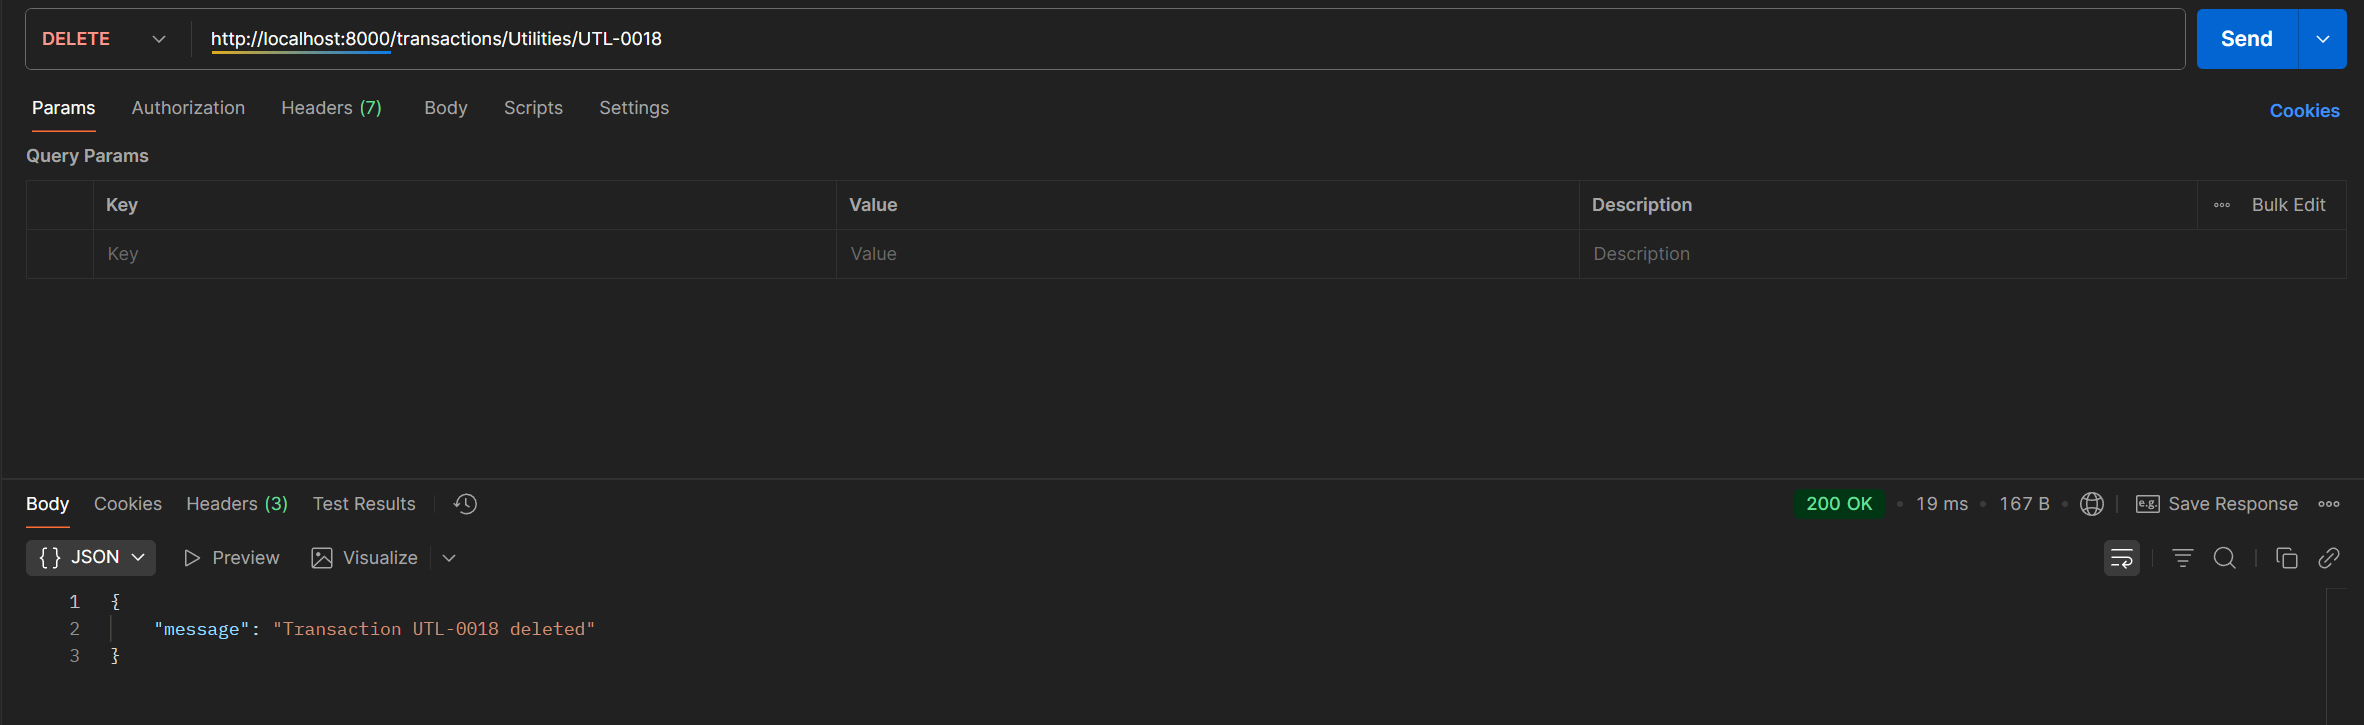 DELETE http://localhost:8000/transactions/Utilities/UTL-0018 Send
Params Authorization Headers (7) Body Scripts Settings Cookies
Query Params
Key Value Description Bulk Edit
Key Value Description
Body Cookies Headers (3) Test Results 200 OK • 19 ms • 167 B • e.g. Save Response
{} JSON Preview Visualize
1 {
2 "message": "Transaction UTL-0018 deleted"
3 }